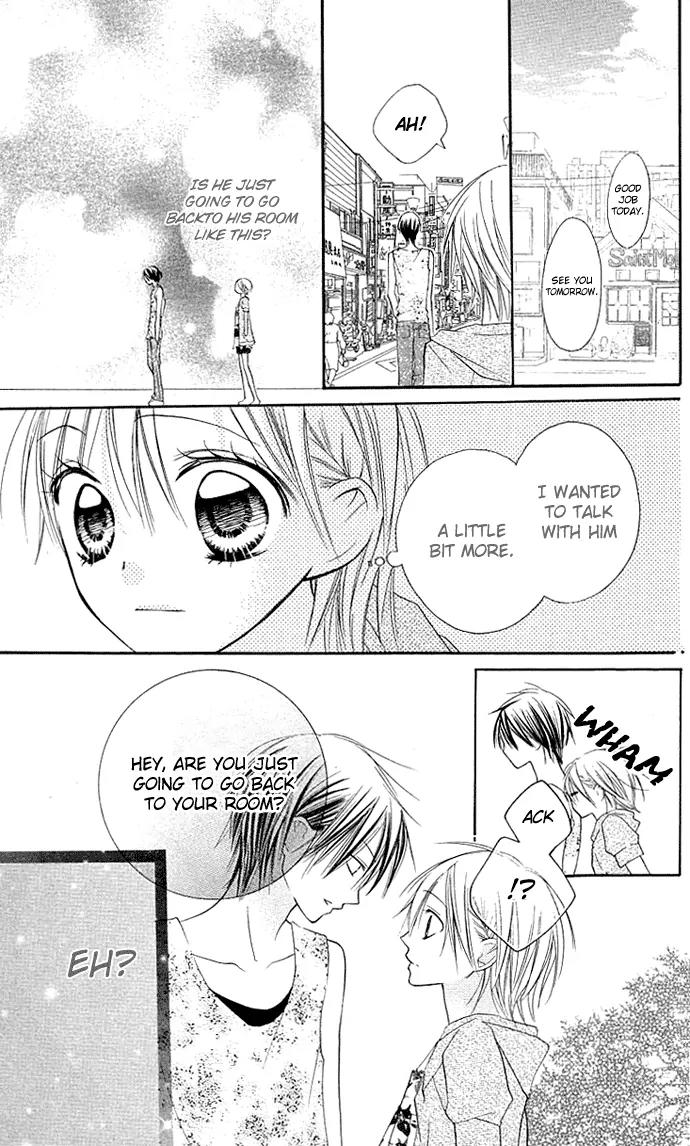 GOOD
JOB
TODAY.
SEE YOU
TOMORROW.
AH!
IS HE JUST
GOING TO GO
BACKTO HIS ROOM
LIKE THIS?
I WANTED
TO TALK
WITH HIM
A LITTLE
BIT MORE.
WHAM
ACK
!?
HEY, ARE YOU JUST
GOING TO GO BACK
TO YOUR ROOM?
EH?